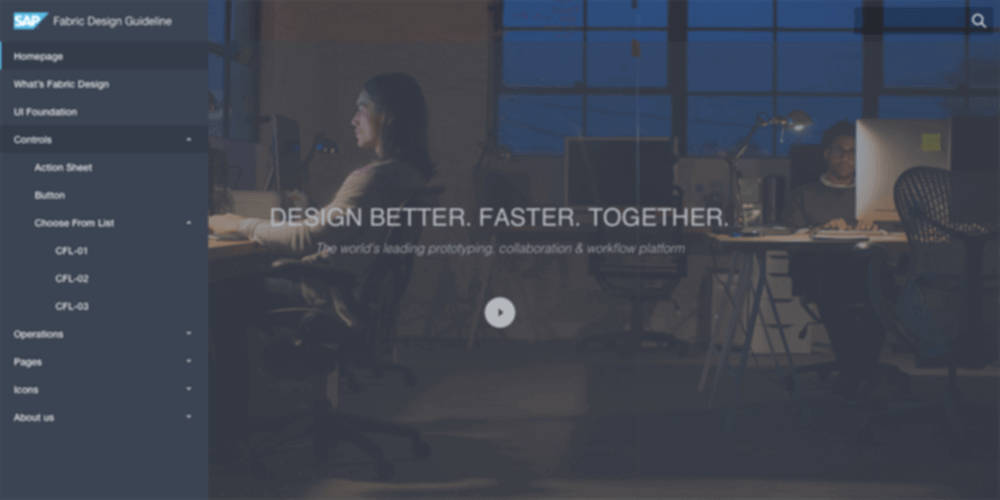 SAP Fabric Design Guideline
Homepage
What's Fabric Design
UI Foundation
Controls
Action Sheet
Button
Choose From List
CFL-01
CFL-02
CFL-03
Operations
Pages
Icons
About us
DESIGN BETTER. FASTER. TOGETHER.
The world's leading prototyping, collaboration & workflow platform